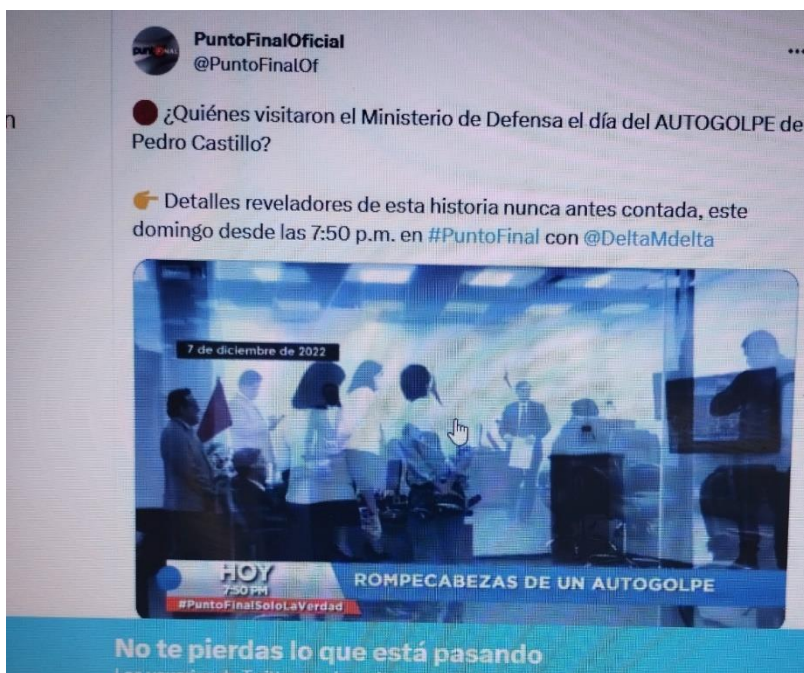 n
PuntoFinalOficial
@PuntoFinalOf
¿Quiénes visitaron el Ministerio de Defensa el día del AUTOGOLPE de
Pedro Castillo?
Detalles reveladores de esta historia nunca antes contada, este
domingo desde las 7:50 p.m. en #PuntoFinal con @DeltaMdelta
7 de diciembre de 2022
HOY
7:50 PM
ROMPECABEZAS DE UN AUTOGOLPE
#PuntoFinalSoloLaVerdad
No te pierdas lo que está pasando